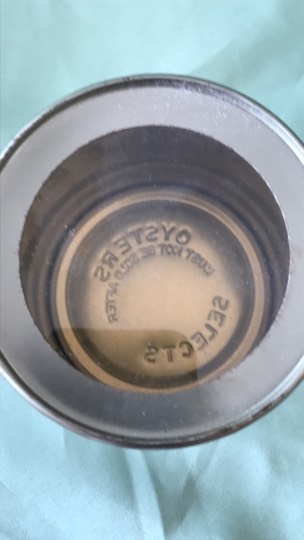 OYSTERS
MUST NOT BE SOLD AFTER
SELECTS